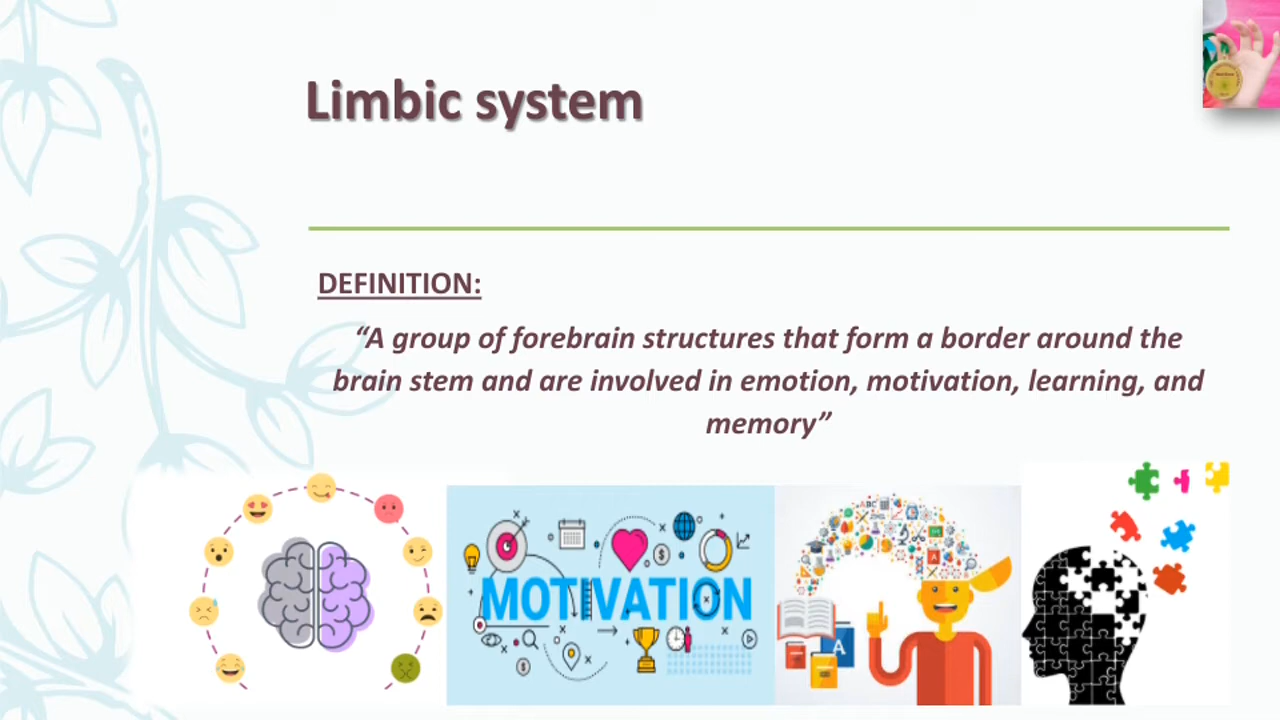 Limbic system
DEFINITION:
“A group of forebrain structures that form a border around the
brain stem and are involved in emotion, motivation, learning, and
memory”
MOTIVATION
ABC
A
A